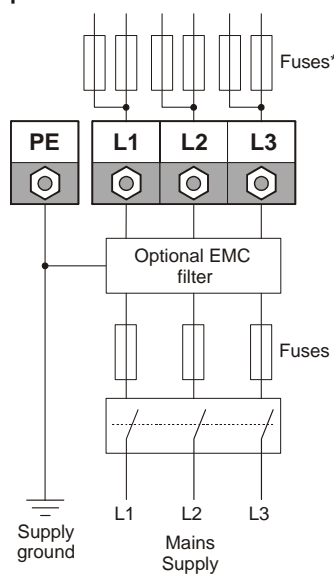 Fuses*
PE L1 L2 L3
Optional EMC
filter
Fuses
L1 L2 L3
Supply
ground
Mains
Supply